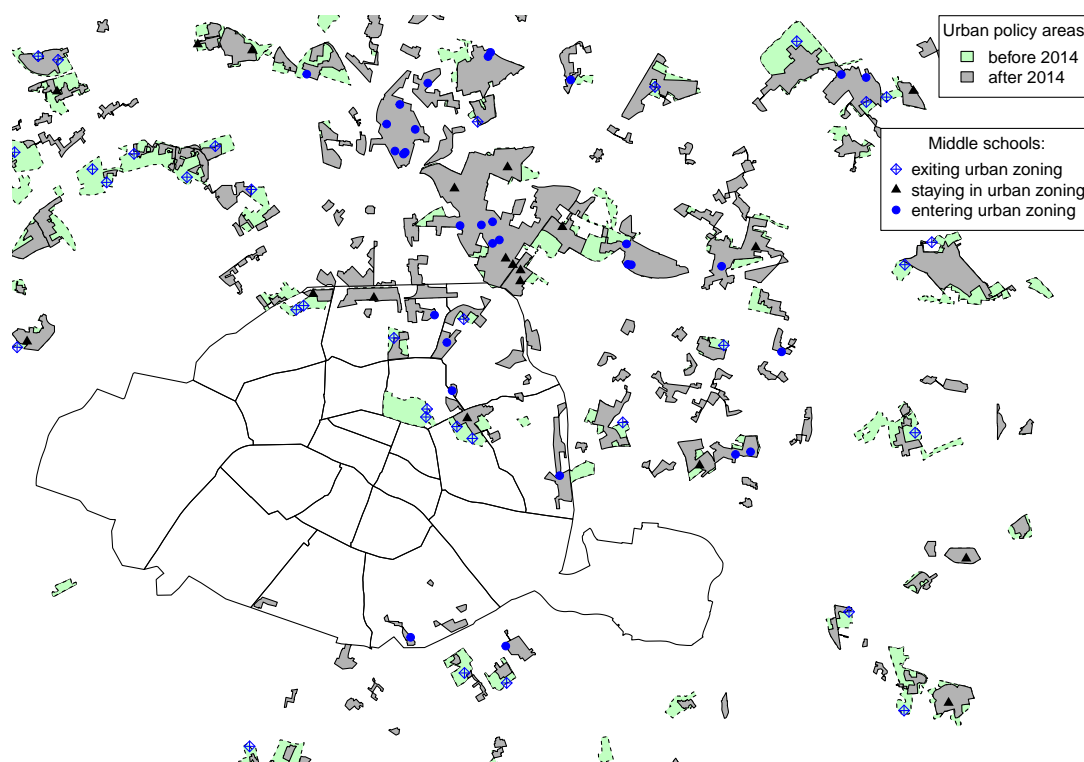 Urban policy areas
before 2014
after 2014
Middle schools:
exiting urban zoning
staying in urban zoning
entering urban zoning